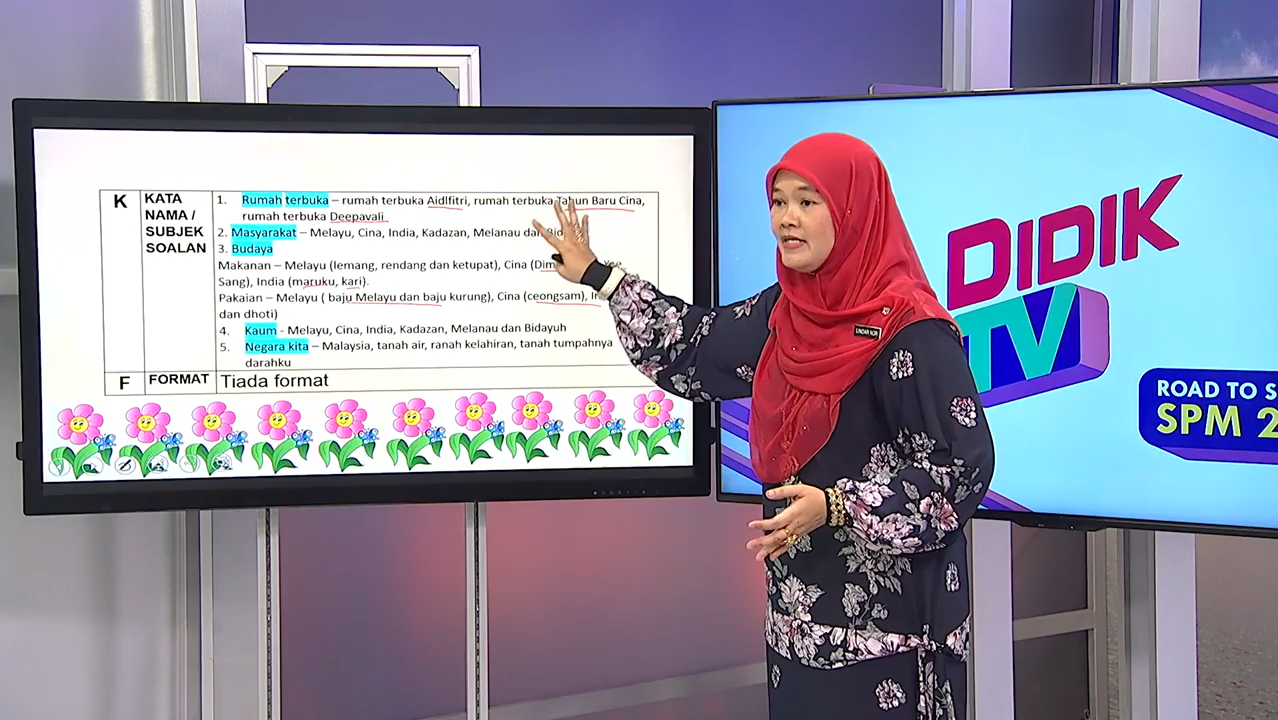 K KATA NAMA / SUBJEK SOALAN
1. Rumah terbuka – rumah terbuka Aidlfitri, rumah terbuka Tahun Baru Cina,
rumah terbuka Deepavali
2. Masyarakat – Melayu, Cina, India, Kadazan, Melanau dan
3. Budaya
Makanan – Melayu (lemang, rendang dan ketupat), Cina (Dim
Sang), India (maruku, kari).
Pakaian – Melayu ( baju Melayu dan baju kurung), Cina (ceongsam),
dan dhoti)
4. Kaum - Melayu, Cina, India, Kadazan, Melanau dan Bidayuh
5. Negara kita – Malaysia, tanah air, ranah kelahiran, tanah tumpahnya
darahku
F FORMAT Tiada format
DIDIK
TV
ROAD TO S
SPM 2